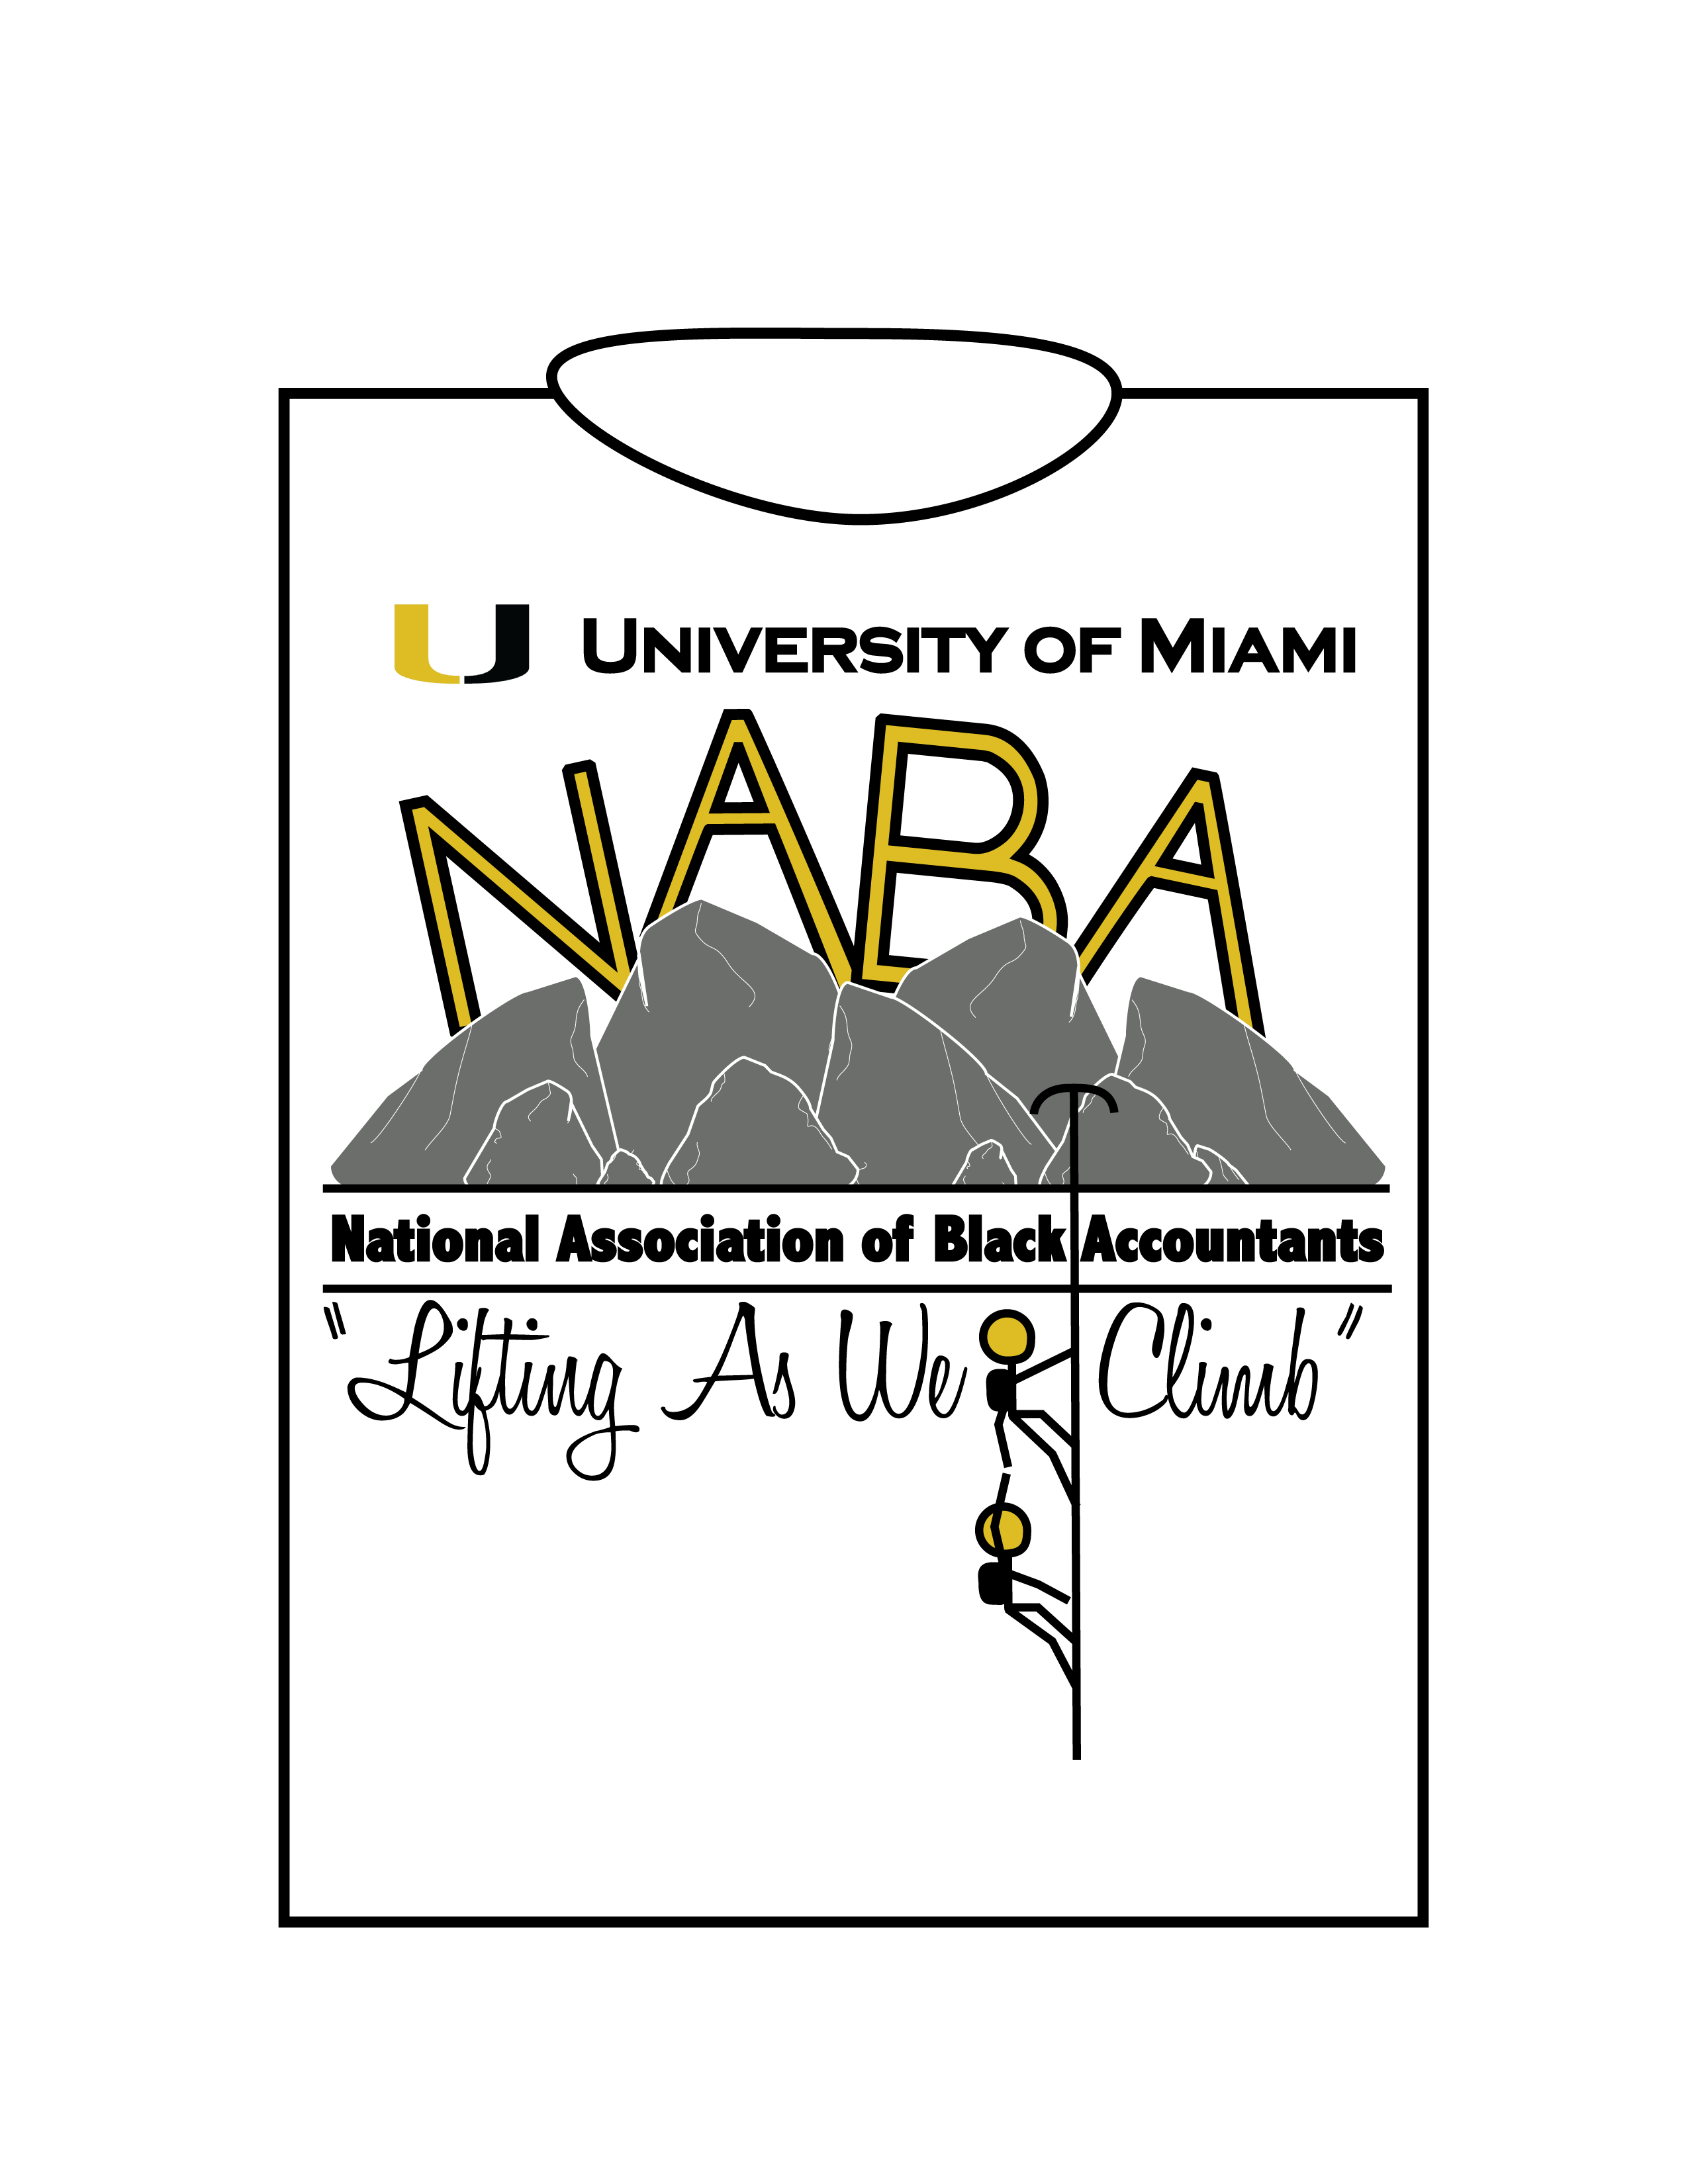 U UNIVERSITY OF MIAMI
NABA
National Association of Black Accountants
"Lifting As We Climb"